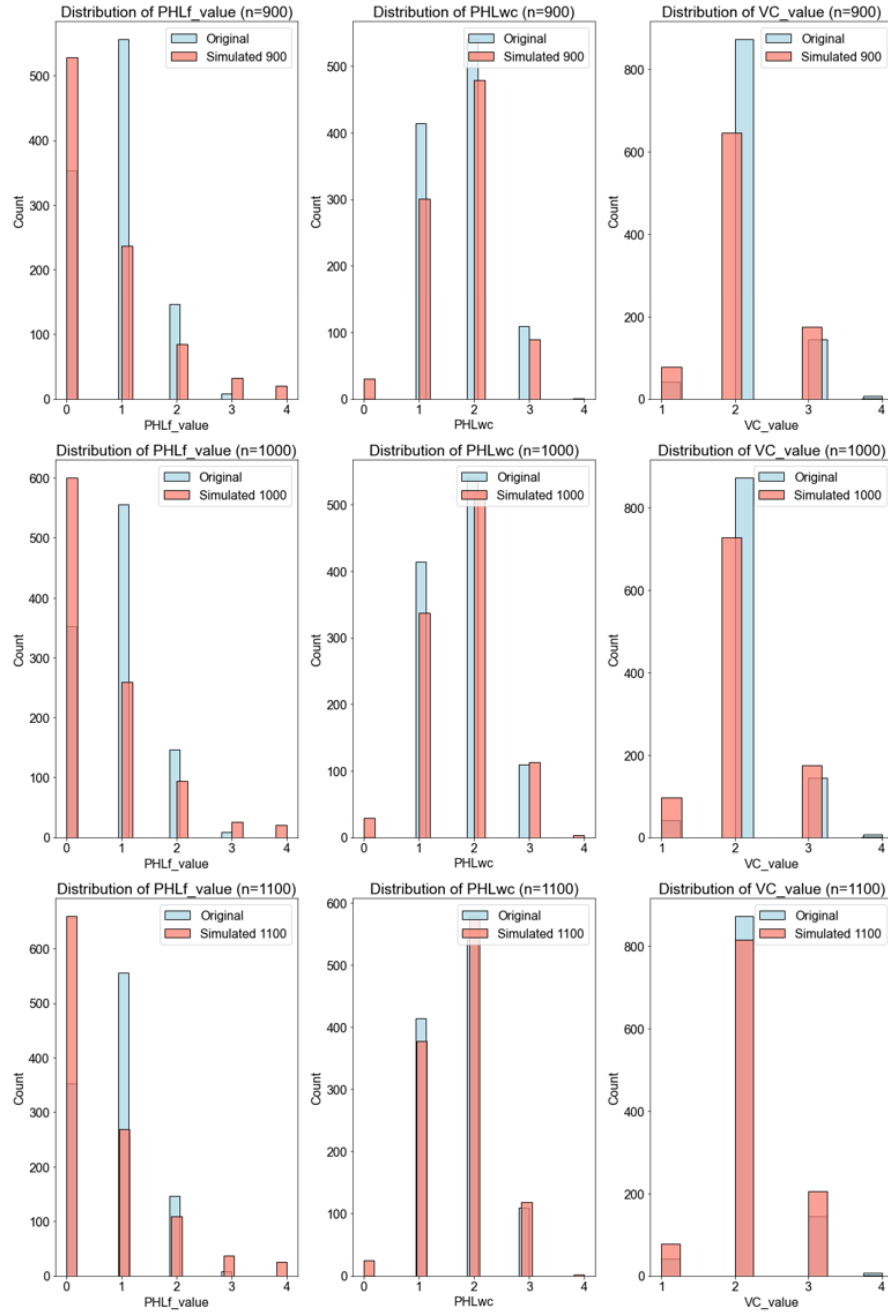 Distribution of PHLf_value (n=900)
Distribution of PHLwc (n=900)
Distribution of VC_value (n=900)
Original
Simulated 900
Original
Simulated 900
Original
Simulated 900
Count
500
400
300
200
100
0
Count
500
400
300
200
100
0
Count
800
600
400
200
0
0 1 2 3 4
0 1 2 3 4
1 2 3 4
PHLf_value
PHLwc
VC_value
Distribution of PHLf_value (n=1000)
Distribution of PHLwc (n=1000)
Distribution of VC_value (n=1000)
Original
Simulated 1000
Original
Simulated 1000
Original
Simulated 1000
Count
600
500
400
300
200
100
0
Count
500
400
300
200
100
0
Count
800
600
400
200
0
0 1 2 3 4
0 1 2 3 4
1 2 3 4
PHLf_value
PHLwc
VC_value
Distribution of PHLf_value (n=1100)
Distribution of PHLwc (n=1100)
Distribution of VC_value (n=1100)
Original
Simulated 1100
Original
Simulated 1100
Original
Simulated 1100
Count
600
500
400
300
200
100
0
Count
600
500
400
300
200
100
0
Count
800
600
400
200
0
0 1 2 3 4
0 1 2 3 4
1 2 3 4
PHLf_value
PHLwc
VC_value